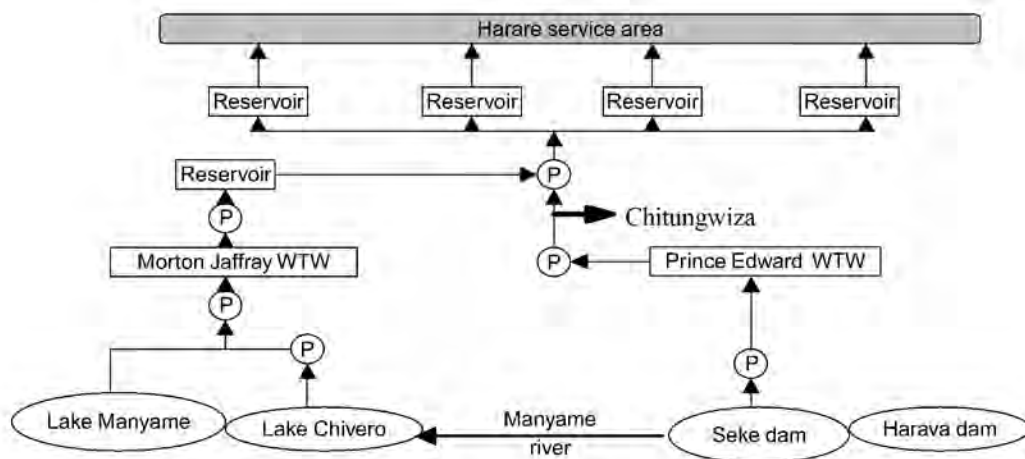 Harare service area
Reservoir Reservoir Reservoir Reservoir
Reservoir P
P Chitungwiza
Morton Jaffray WTW P Prince Edward WTW
P
P P
Lake Manyame Lake Chivero Manyame river Seke dam Harava dam